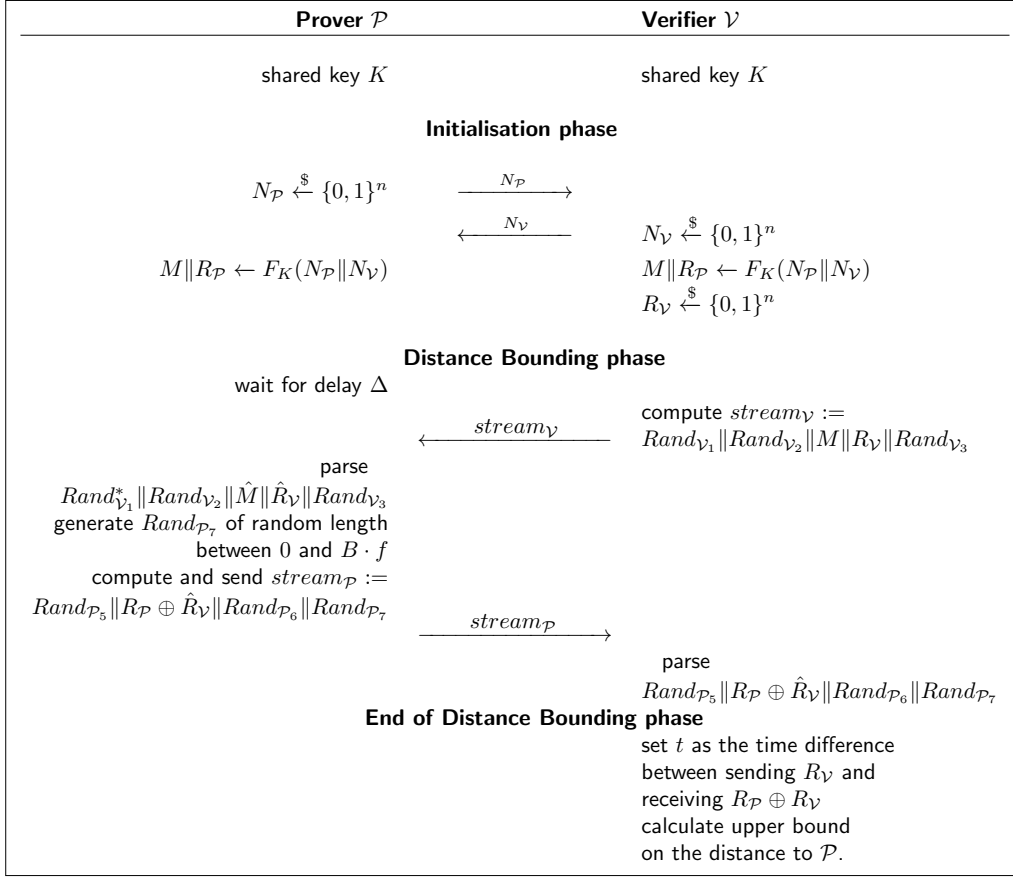 Prover 𝒫 Verifier 𝒱
shared key K shared key K
Initialisation phase
N_𝒫 ←$ {0, 1}^n N_𝒫
N_𝒱 N_𝒱 ←$ {0, 1}^n
M∥R_𝒫 ← F_K(N_𝒫∥N_𝒱) M∥R_𝒫 ← F_K(N_𝒫∥N_𝒱)
R_𝒱 ←$ {0, 1}^n
Distance Bounding phase
wait for delay Δ
compute stream_𝒱 :=
stream_𝒱 Rand_𝒱₁∥Rand_𝒱₂∥M∥R_𝒱∥Rand_𝒱₃
parse
Rand*_𝒱₁∥Rand_𝒱₂∥M̂∥R̂_𝒱∥Rand_𝒱₃
generate Rand_𝒫₇ of random length
between 0 and B · f
compute and send stream_𝒫 :=
Rand_𝒫₅∥R_𝒫 ⊕ R̂_𝒱∥Rand_𝒫₆∥Rand_𝒫₇
stream_𝒫
parse
Rand_𝒫₅∥R_𝒫 ⊕ R̂_𝒱∥Rand_𝒫₆∥Rand_𝒫₇
End of Distance Bounding phase
set t as the time difference
between sending R_𝒱 and
receiving R_𝒫 ⊕ R_𝒱
calculate upper bound
on the distance to 𝒫.